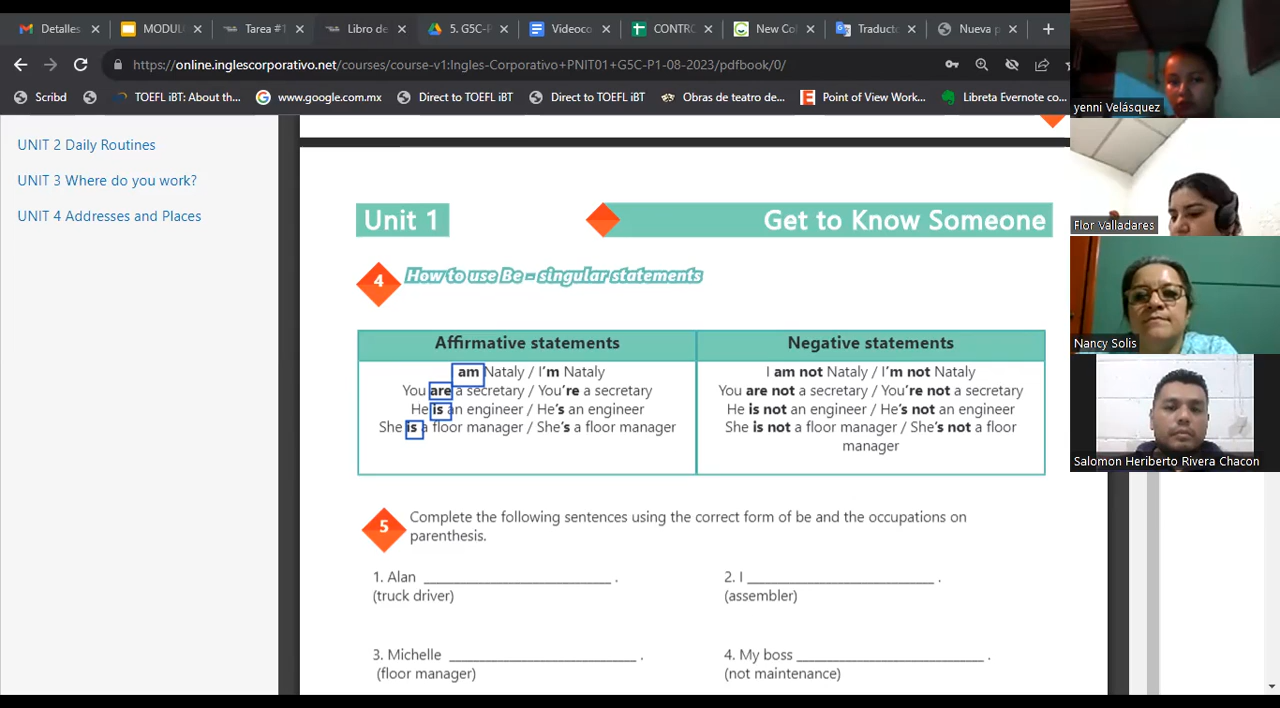 Detalles
MODUL
Tarea #1
Libro de
5. G5C-P
Videoco
CONTRO
New Col
Traducto
Nueva p
https://online.inglescorporativo.net/courses/course-v1:Ingles-Corporativo+PNIT01+G5C-P1-08-2023/pdfbook/0/
Scribd
TOEFL iBT: About th...
www.google.com.mx
Direct to TOEFL iBT
Direct to TOEFL iBT
Obras de teatro de...
Point of View Work...
Libreta Evernote co...
UNIT 2 Daily Routines
UNIT 3 Where do you work?
UNIT 4 Addresses and Places
Unit 1
Get to Know Someone
4
How to use Be - singular statements
Affirmative statements
am Nataly / I'm Nataly
You are a secretary / You're a secretary
He is an engineer / He's an engineer
She is a floor manager / She's a floor manager
Negative statements
I am not Nataly / I'm not Nataly
You are not a secretary / You're not a secretary
He is not an engineer / He's not an engineer
She is not a floor manager / She's not a floor
manager
5
Complete the following sentences using the correct form of be and the occupations on
parenthesis.
1. Alan _______________________ .
(truck driver)
2. I _______________________ .
(assembler)
3. Michelle _______________________ .
(floor manager)
4. My boss _______________________ .
(not maintenance)
yenni Velásquez
Flor Valladares
Nancy Solis
Salomon Heriberto Rivera Chacon